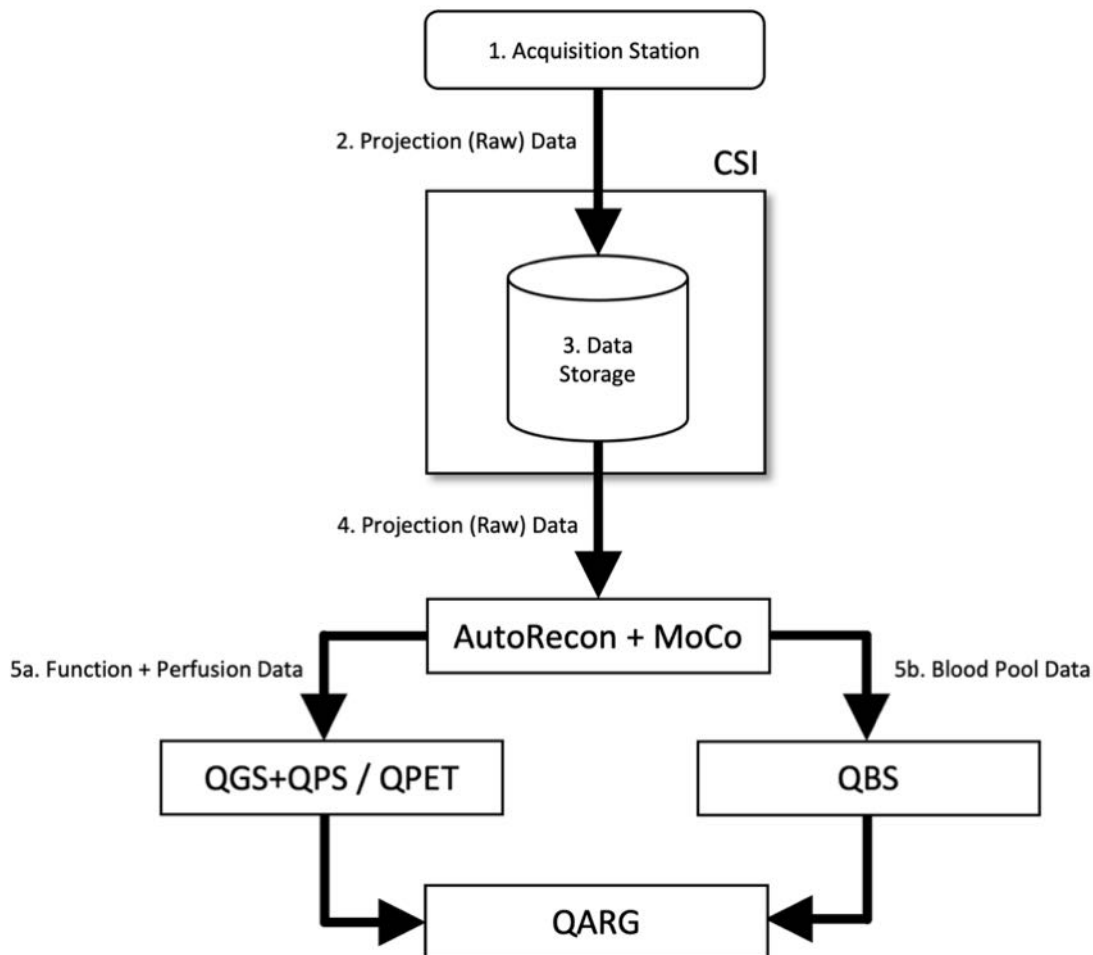 1. Acquisition Station
2. Projection (Raw) Data
CSI
3. Data
Storage
4. Projection (Raw) Data
AutoRecon + MoCo
5a. Function + Perfusion Data
5b. Blood Pool Data
QGS+QPS / QPET
QBS
QARG